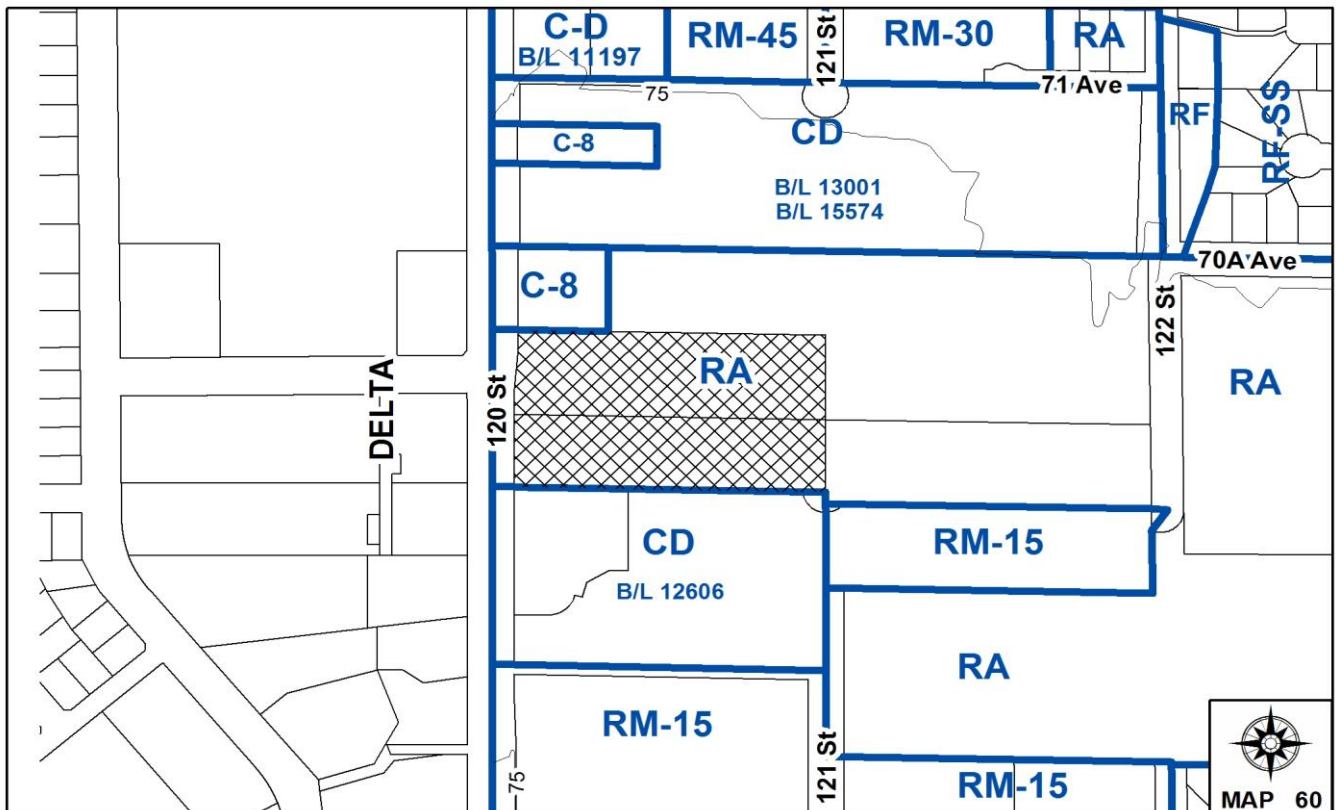 C-D
B/L 11197
RM-45
121 St
RM-30
RA
71 Ave
75
RF
RF-SS
CD
C-8
B/L 13001
B/L 15574
C-8
70A Ave
122 St
RA
RA
DELTA
120 St
CD
B/L 12606
RM-15
RA
RM-15
121 St
75
RM-15
MAP 60